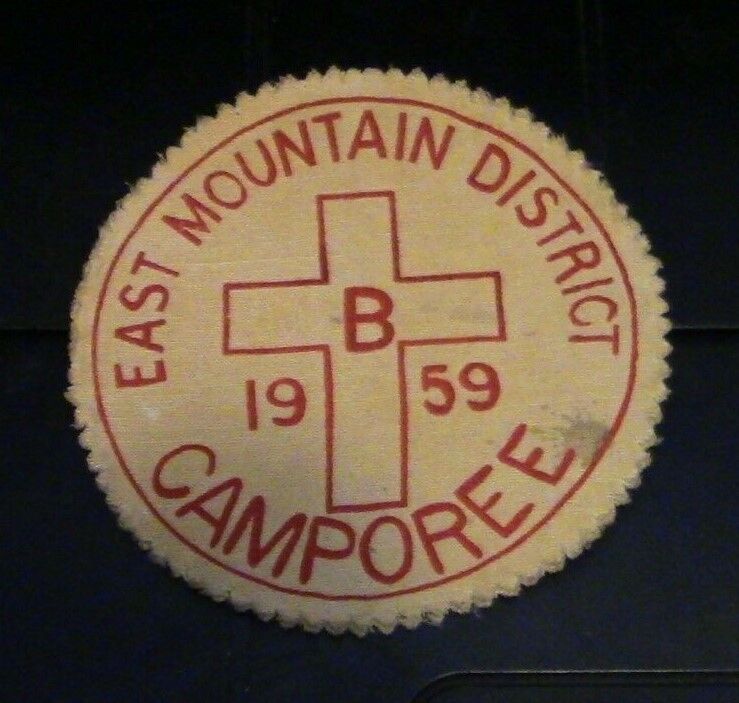 EAST MOUNTAIN DISTRICT
B
19 59
CAMPOREE